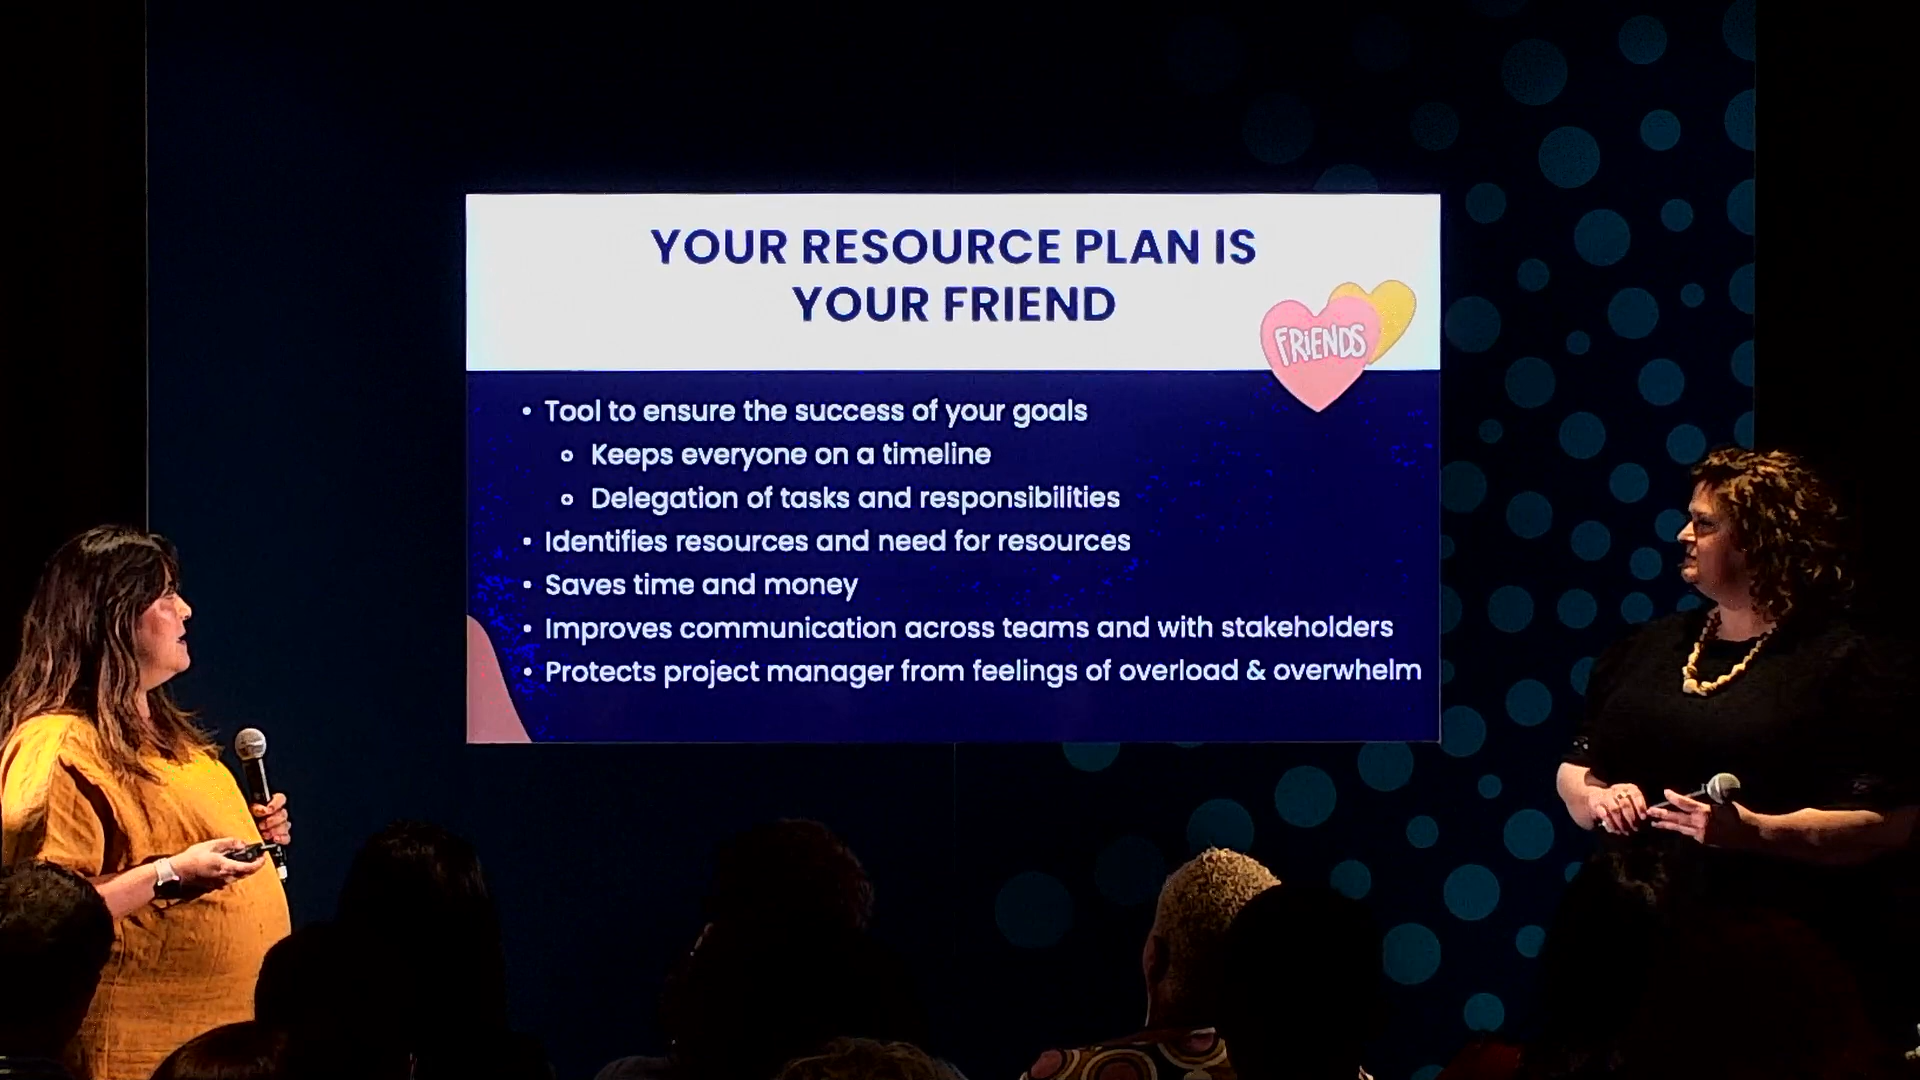 YOUR RESOURCE PLAN IS
YOUR FRIEND
FRiENDS
• Tool to ensure the success of your goals
◦ Keeps everyone on a timeline
◦ Delegation of tasks and responsibilities
• Identifies resources and need for resources
• Saves time and money
• Improves communication across teams and with stakeholders
• Protects project manager from feelings of overload & overwhelm